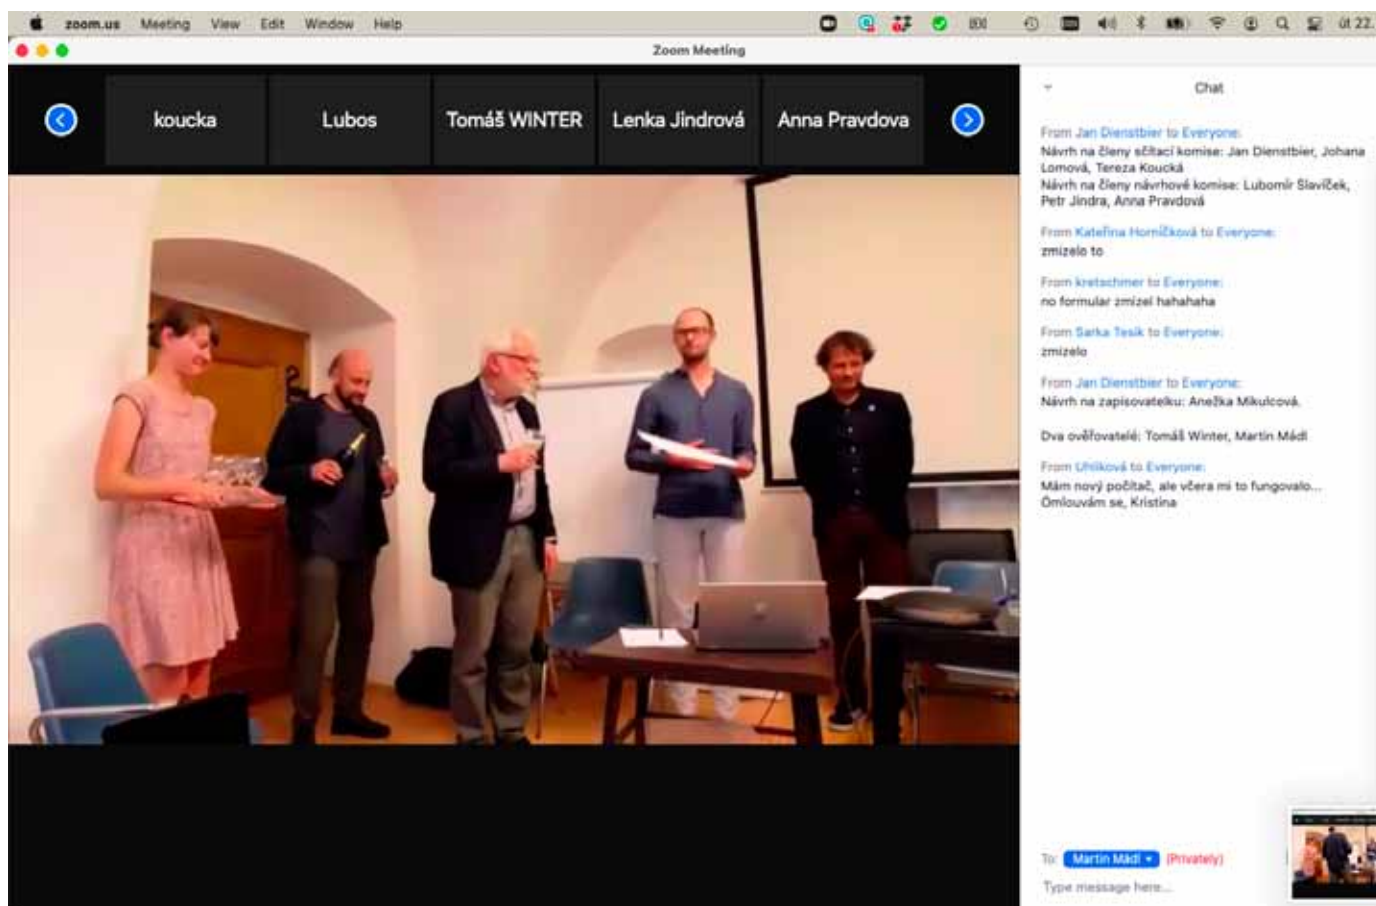 zoom.us Meeting View Edit Window Help
út 22.
Zoom Meeting
koucka
Lubos
Tomáš WINTER
Lenka Jindrová
Anna Pravdova
Chat
From Jan Dienstbier to Everyone:
Návrh na členy sčítací komise: Jan Dienstbier, Johana
Lomová, Tereza Koucká
Návrh na členy návrhové komise: Lubomír Slavíček,
Petr Jindra, Anna Pravdová
From Kateřina Horníčková to Everyone:
zmizelo to
From kretschmer to Everyone:
no formular zmizel hahahaha
From Sarka Tesik to Everyone:
zmizelo
From Jan Dienstbier to Everyone:
Návrh na zapisovatelku: Anežka Mikulcová.
Dva ověřovatelé: Tomáš Winter, Martin Mádl
From Uhlíková to Everyone:
Mám nový počítač, ale včera mi to fungovalo...
Omlouvám se, Kristina
To: Martin Mádl (Privately)
Type message here...